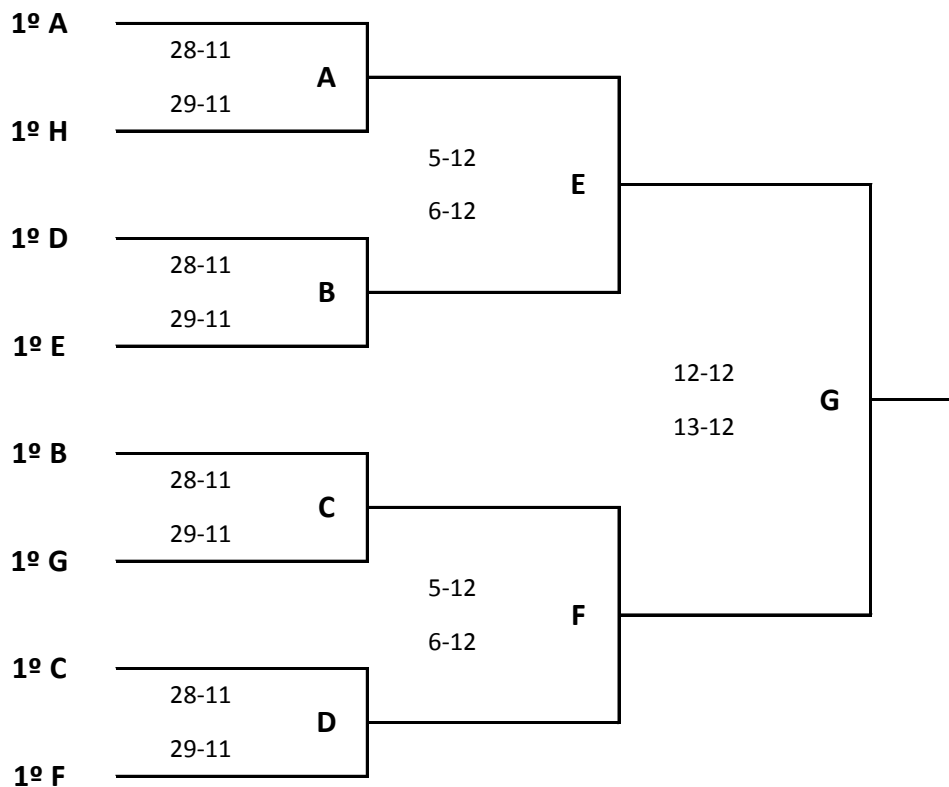 1º A
28-11
A
29-11
1º H
5-12
E
6-12
1º D
28-11
B
29-11
1º E
12-12
G
13-12
1º B
28-11
C
29-11
1º G
5-12
F
6-12
1º C
28-11
D
29-11
1º F